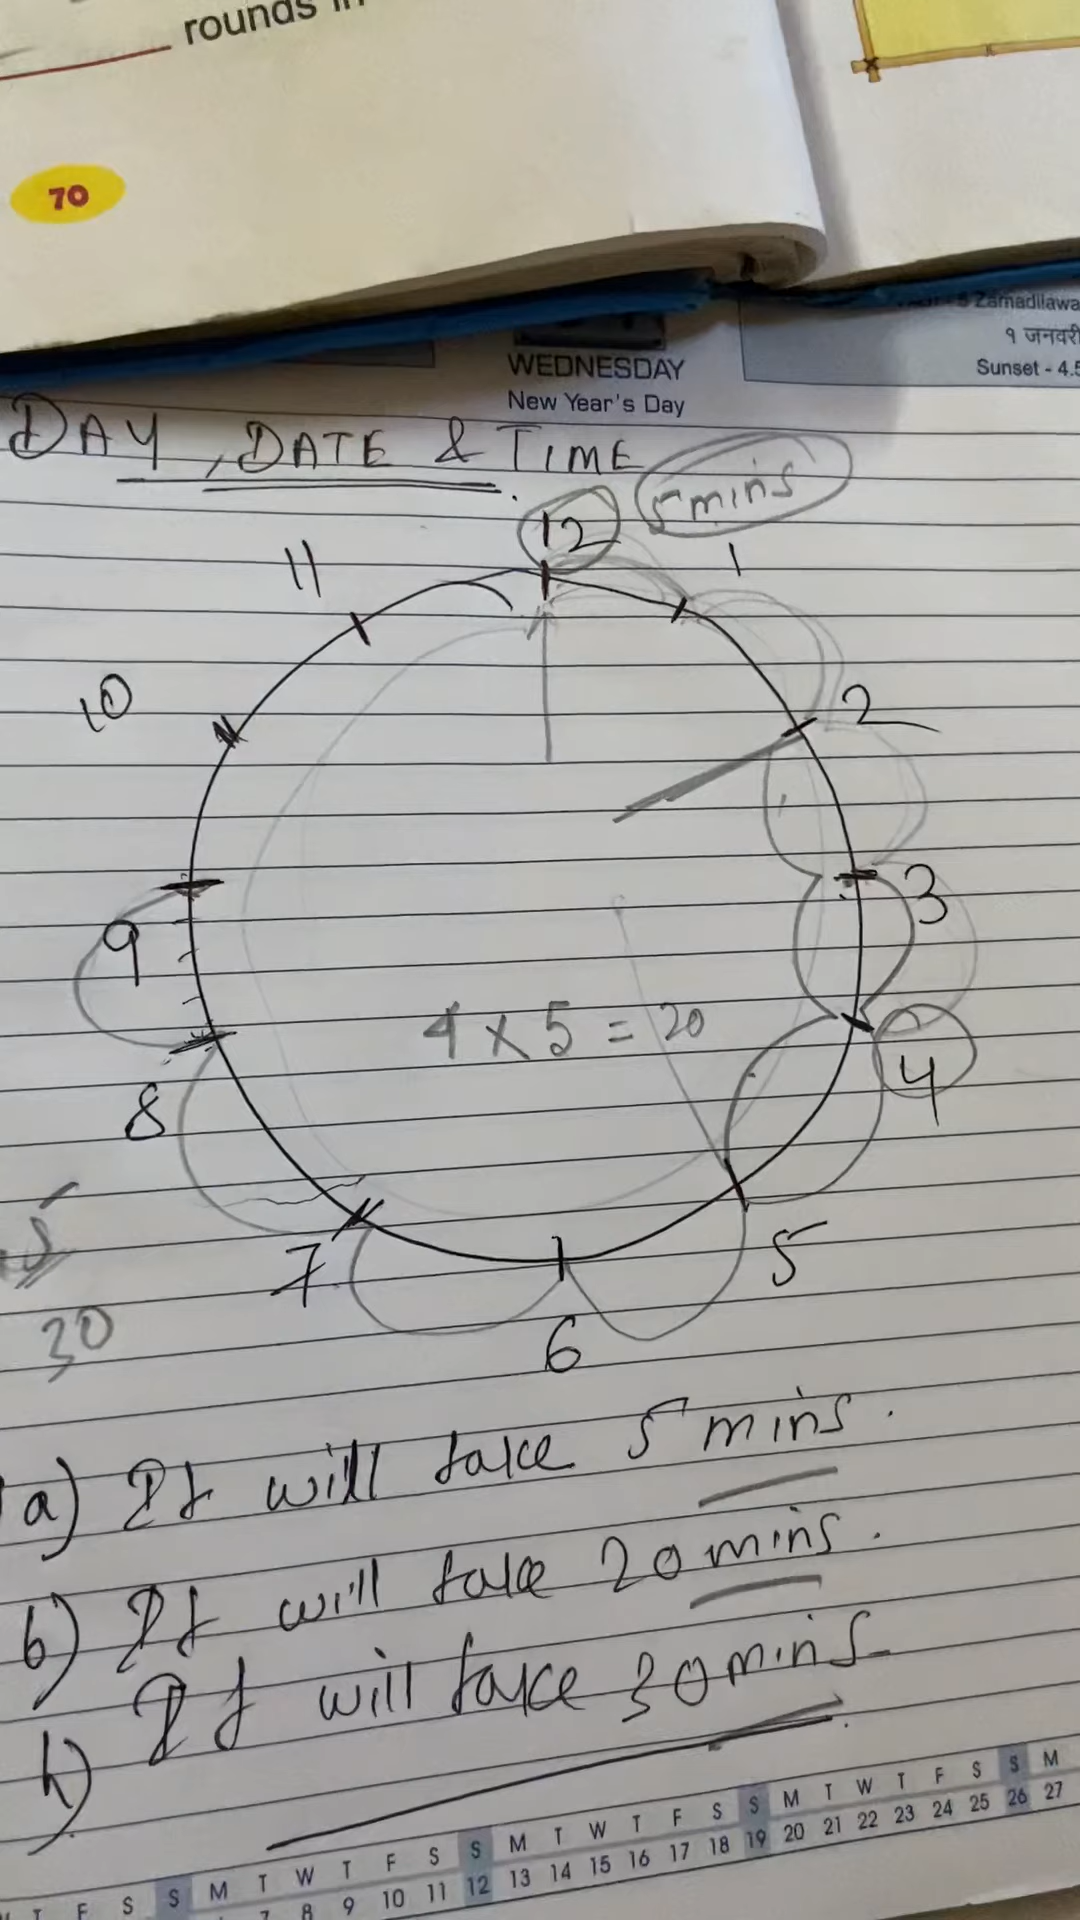 rounds in
70
Zamadilawa
१ जनवरी
WEDNESDAY
Sunset - 4.5
New Year's Day
DAY, DATE & TIME
5 mins
12
11
1
10
2
9
3
4 x 5 = 20
4
8
5
7
5
30
6
a) It will take 5 mins.
b) It will take 20 mins.
h) It will take 30 mins
T F S S M T W T F S S M T W T F S S M T W T F S S M
7 8 9 10 11 12 13 14 15 16 17 18 19 20 21 22 23 24 25 26 27